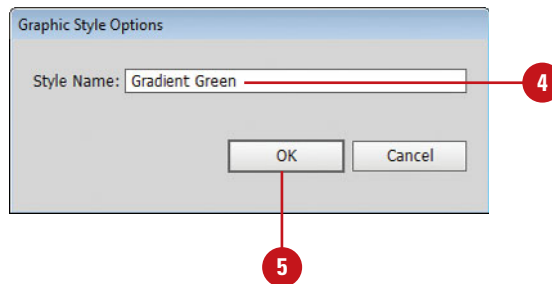 Graphic Style Options
Style Name: Gradient Green
4
OK Cancel
5